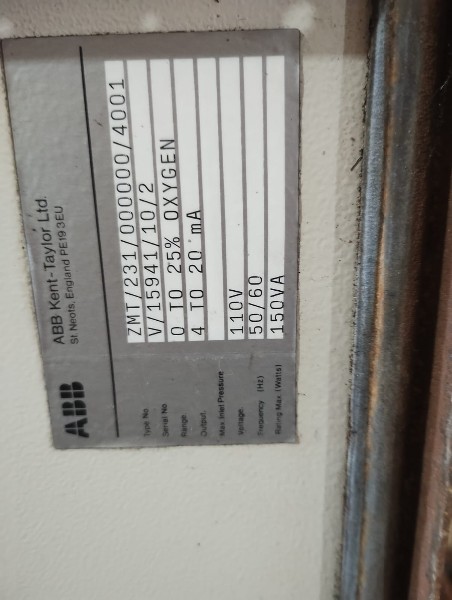 ABB
ABB Kent-Taylor Ltd.
St. Neots, England PE19 3EU
Type No. ZMT/231/000000/4001
Serial No. V/15941/10/2
Range. 0 TO 25% OXYGEN
Output. 4 TO 20 mA
Max. Inlet Pressure
Voltage. 110V
Frequency (Hz) 50/60
Rating Max (Watts) 150VA